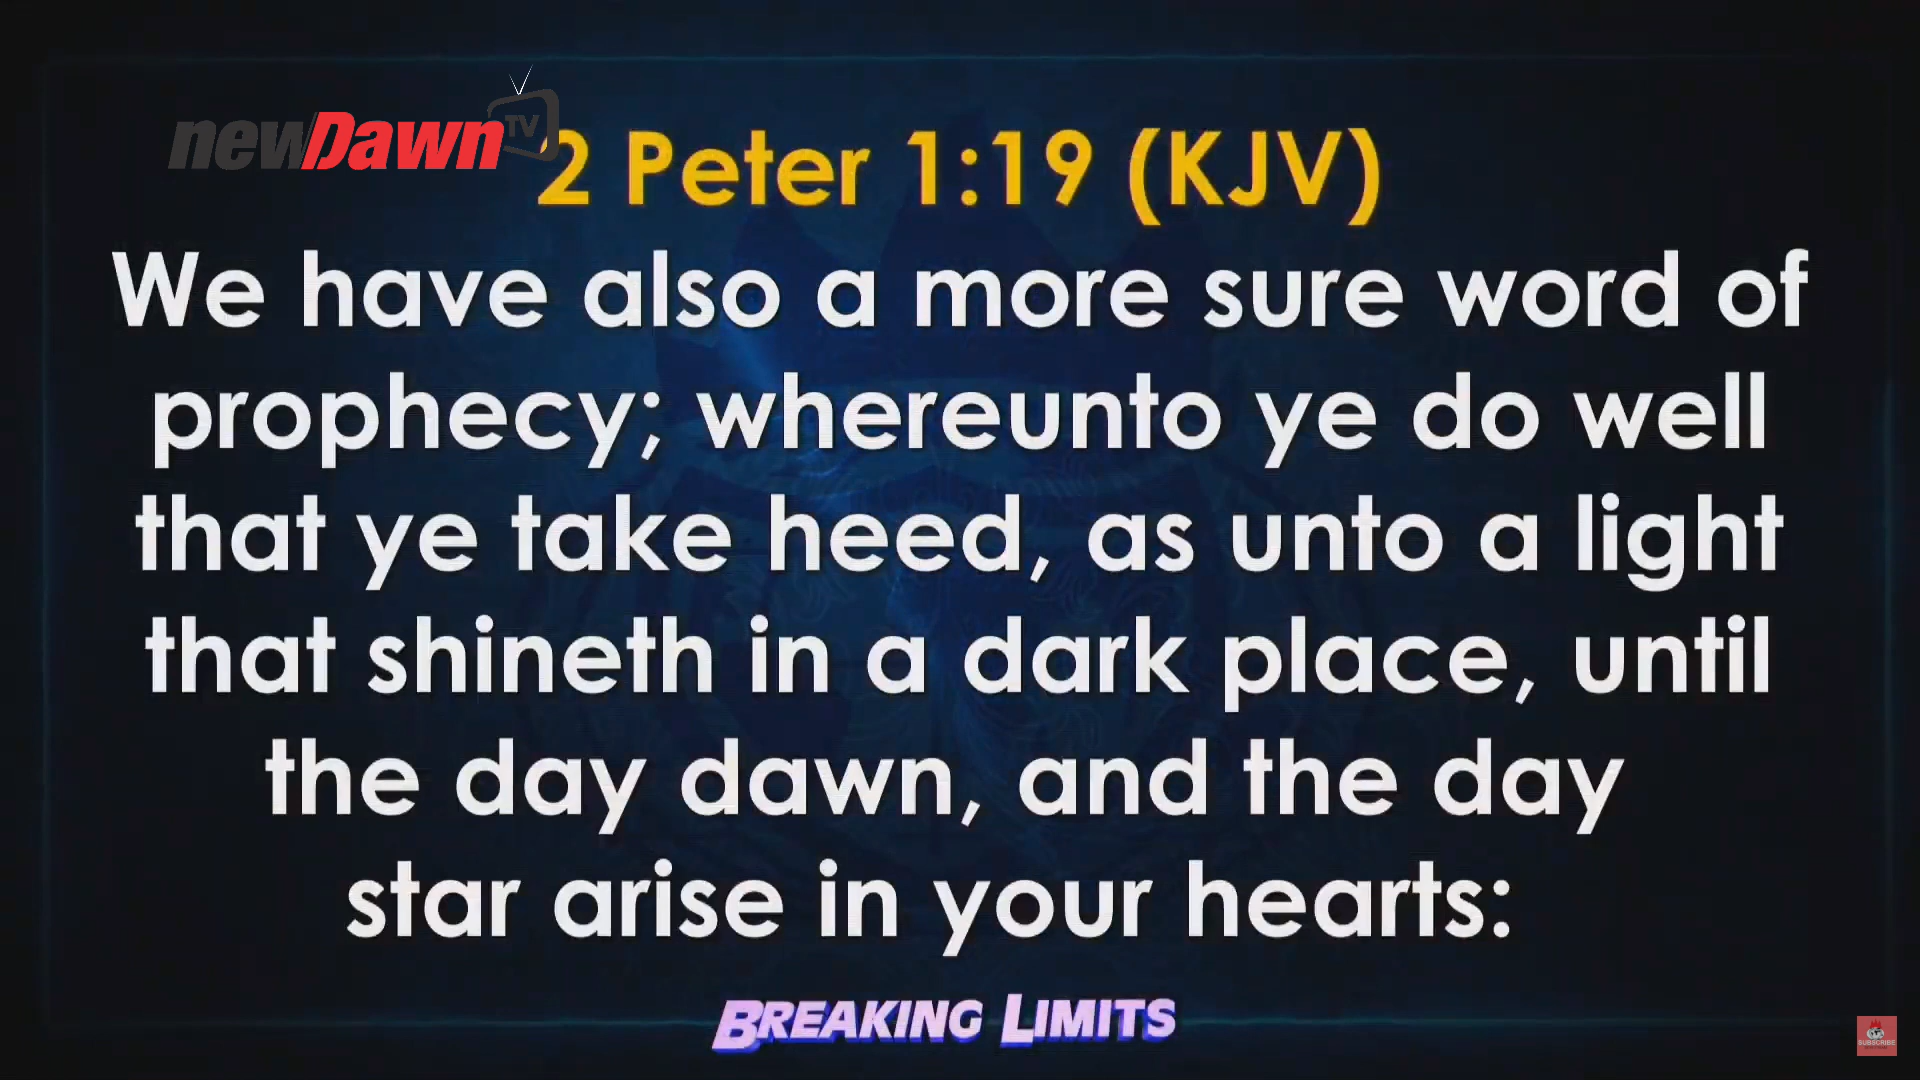 newDawn TV
2 Peter 1:19 (KJV)
We have also a more sure word of
prophecy; whereunto ye do well
that ye take heed, as unto a light
that shineth in a dark place, until
the day dawn, and the day
star arise in your hearts:
BREAKING LIMITS
SUBSCRIBE